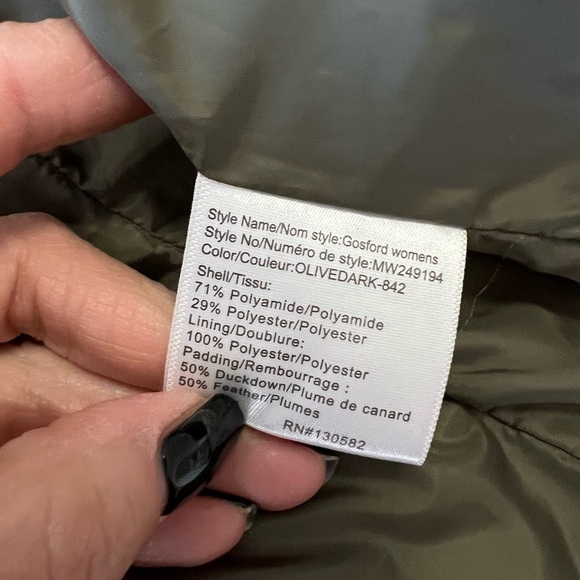 Style Name/Nom style:Gosford womens
Style No/Numéro de style:MW249194
Color/Couleur:OLIVEDARK-842
Shell/Tissu:
71% Polyamide/Polyamide
29% Polyester/Polyester
Lining/Doublure:
100% Polyester/Polyester
Padding/Rembourrage :
50% Duckdown/Plume de canard
50% Feather/Plumes
RN#130582